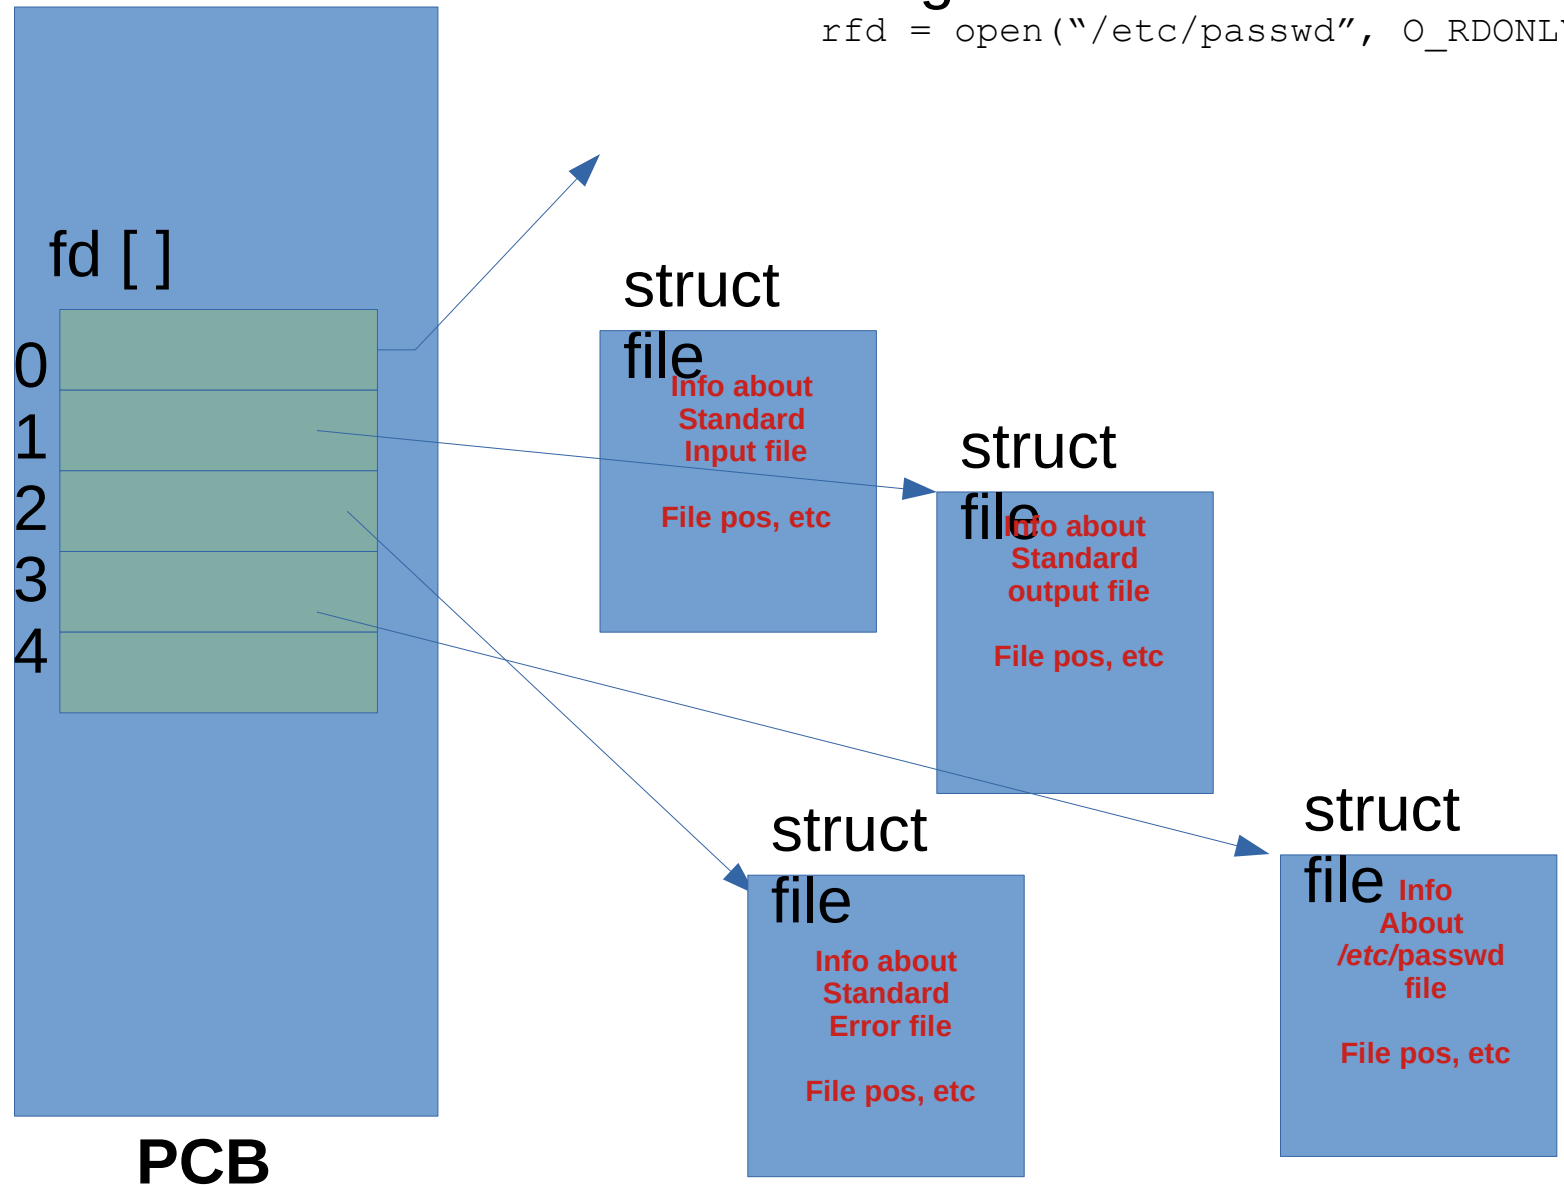 rfd = open(“/etc/passwd”, O_RDONLY
fd [ ]
0
1
2
3
4
struct
file
Info about
Standard
Input file
File pos, etc
struct
file
Info about
Standard
output file
File pos, etc
struct
file
Info about
Standard
Error file
File pos, etc
struct
file
Info
About
/etc/passwd
file
File pos, etc
PCB